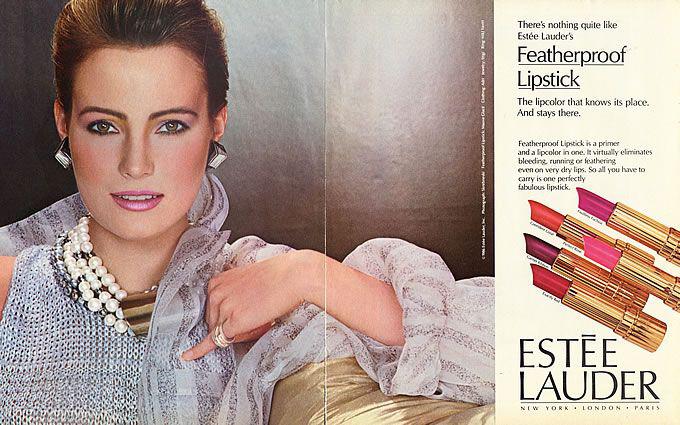 There's nothing quite like
Estée Lauder's
Featherproof
Lipstick
The lipcolor that knows its place.
And stays there.
Featherproof Lipstick is a primer
and a lipcolor in one. It virtually eliminates
bleeding, running or feathering
even on very dry lips. So all you have to
carry is one perfectly
fabulous lipstick.
ESTĒE
LAUDER
NEW YORK • LONDON • PARIS